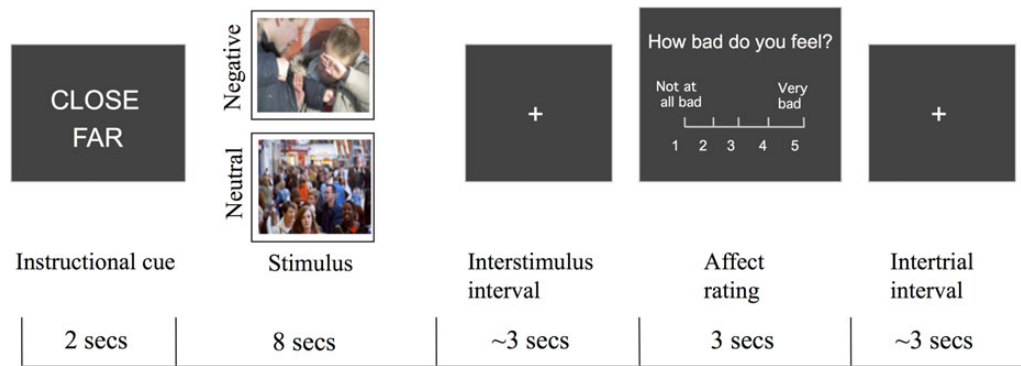 CLOSE
FAR
Negative
Neutral
+
How bad do you feel?
Not at
all bad
Very
bad
1 2 3 4 5
+
Instructional cue
Stimulus
Interstimulus
interval
Affect
rating
Intertrial
interval
2 secs
8 secs
~3 secs
3 secs
~3 secs